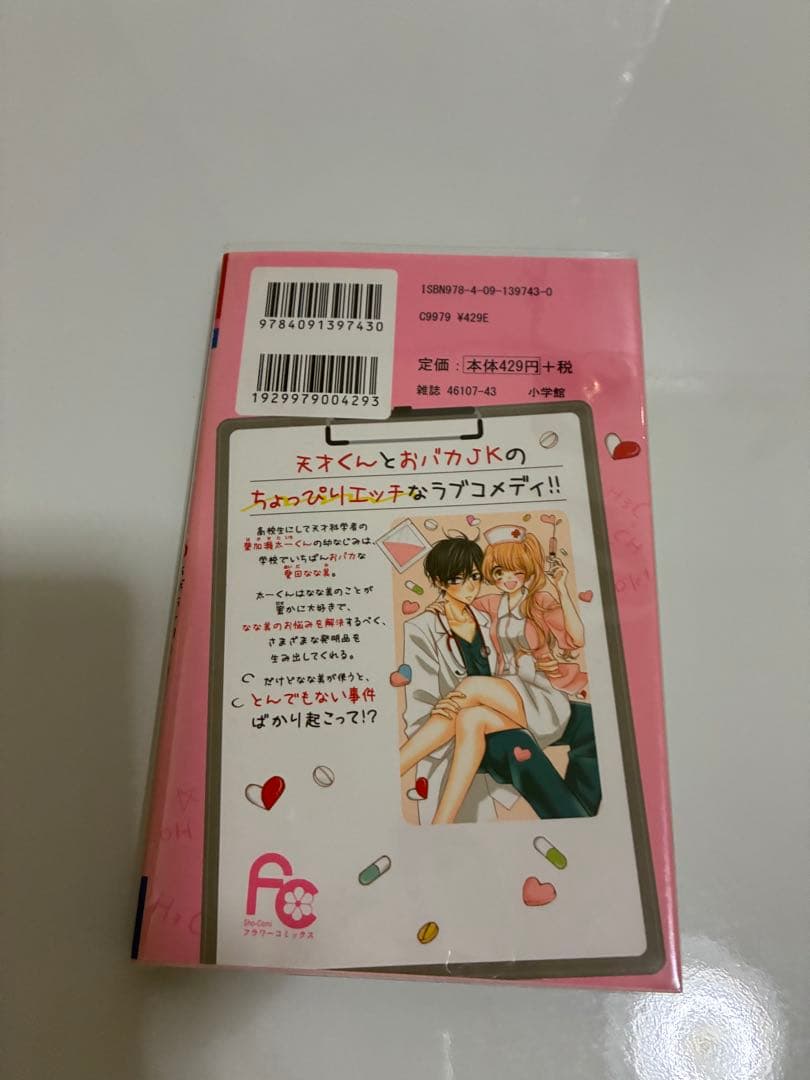 9784091397430
1929979004293
ISBN978-4-09-139743-0
C9979 ¥429E
定価：本体429円+税
雑誌 46107-43 小学館
天才くんとおバカJKの
ちょっぴりエッチなラブコメディ!!
高校生にして天才科学者の
加瀬太一くんの幼なじみは、
学校でいちばんおバカな
田なな美。
太一くんはなな美のことが
密かに大好きで、
なな美のお悩みを解決するべく、
さまざまな発明品を
生み出してくれる。
だけどなな美が使うと、
とんでもない事件
ばかり起こって!?
FC
Sho-Comi
フラワーコミックス